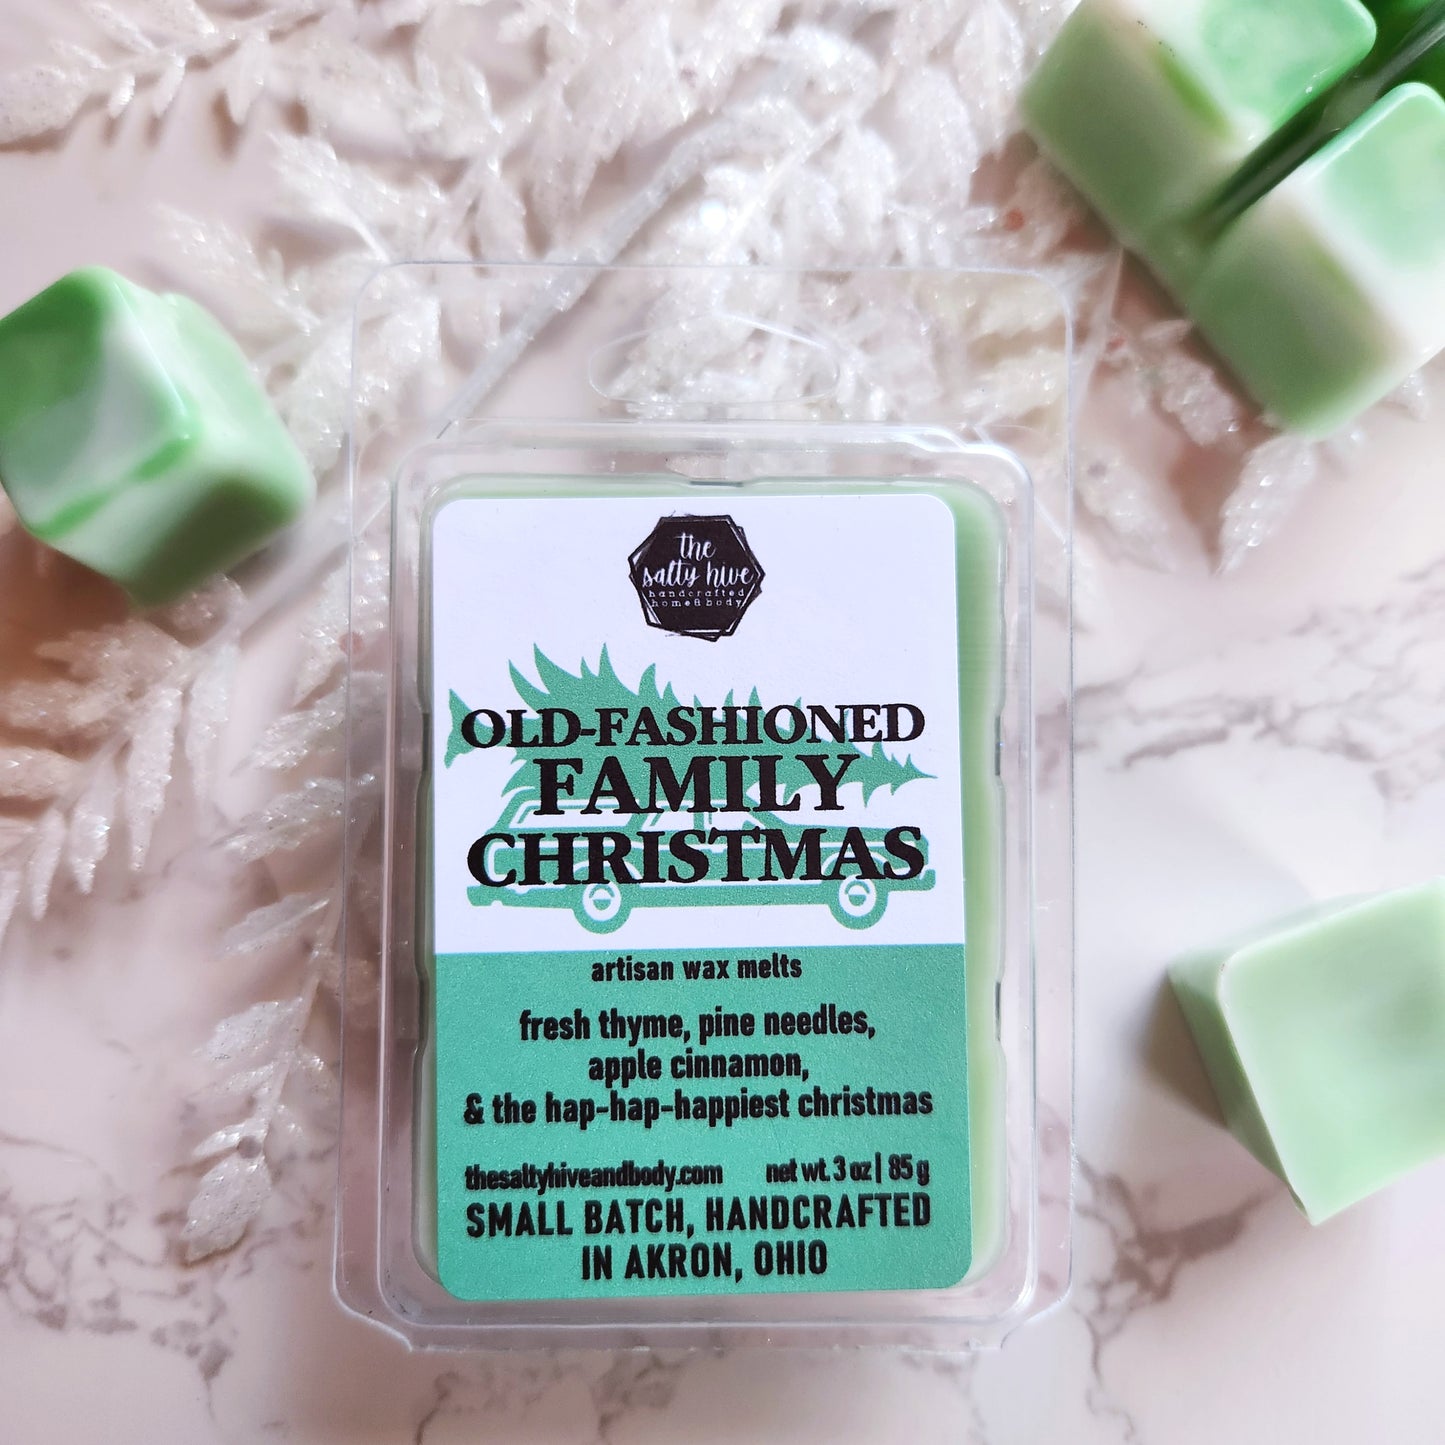 the
salty hive
handcrafted
home&body
OLD-FASHIONED
FAMILY
CHRISTMAS
artisan wax melts
fresh thyme, pine needles,
apple cinnamon,
& the hap-hap-happiest christmas
thesaltyhiveandbody.com net wt. 3 oz | 85 g
SMALL BATCH, HANDCRAFTED
IN AKRON, OHIO